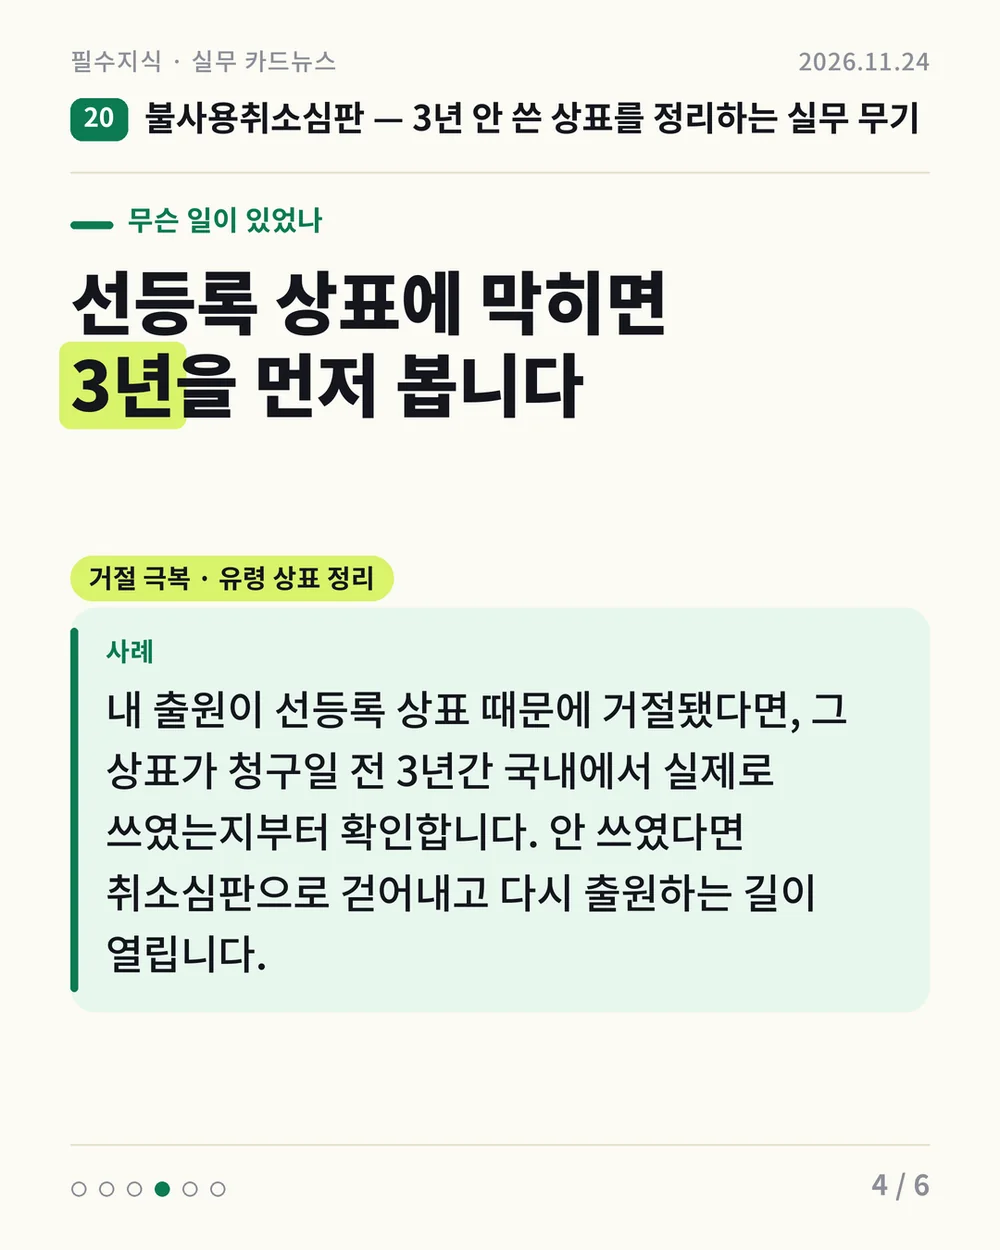 필수지식 · 실무 카드뉴스
2026.11.24
20 불사용취소심판 — 3년 안 쓴 상표를 정리하는 실무 무기
무슨 일이 있었나
선등록 상표에 막히면
3년을 먼저 봅니다
거절 극복 · 유령 상표 정리
사례
내 출원이 선등록 상표 때문에 거절됐다면, 그
상표가 청구일 전 3년간 국내에서 실제로
쓰였는지부터 확인합니다. 안 쓰였다면
취소심판으로 걷어내고 다시 출원하는 길이
열립니다.
4 / 6